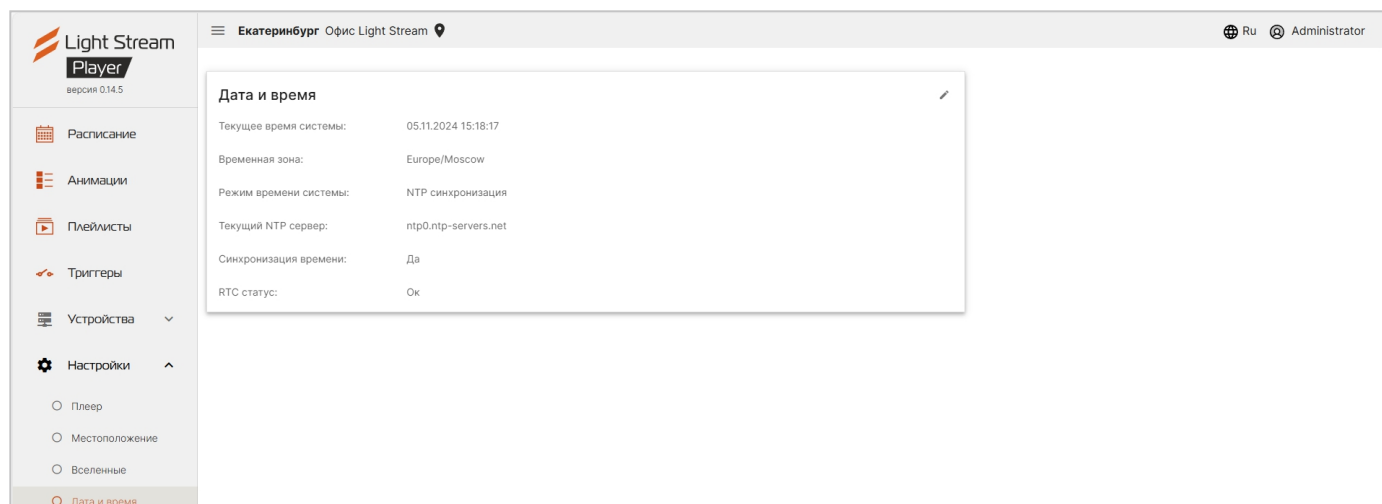 Light Stream
Player
версия 0.14.5
Екатеринбург Офис Light Stream
Ru Administrator
Расписание
Анимации
Плейлисты
Триггеры
Устройства
Настройки
Плеер
Местоположение
Вселенные
Дата и время
Дата и время
Текущее время системы: 05.11.2024 15:18:17
Временная зона: Europe/Moscow
Режим времени системы: NTP синхронизация
Текущий NTP сервер: ntp0.ntp-servers.net
Синхронизация времени: Да
RTC статус: Ок